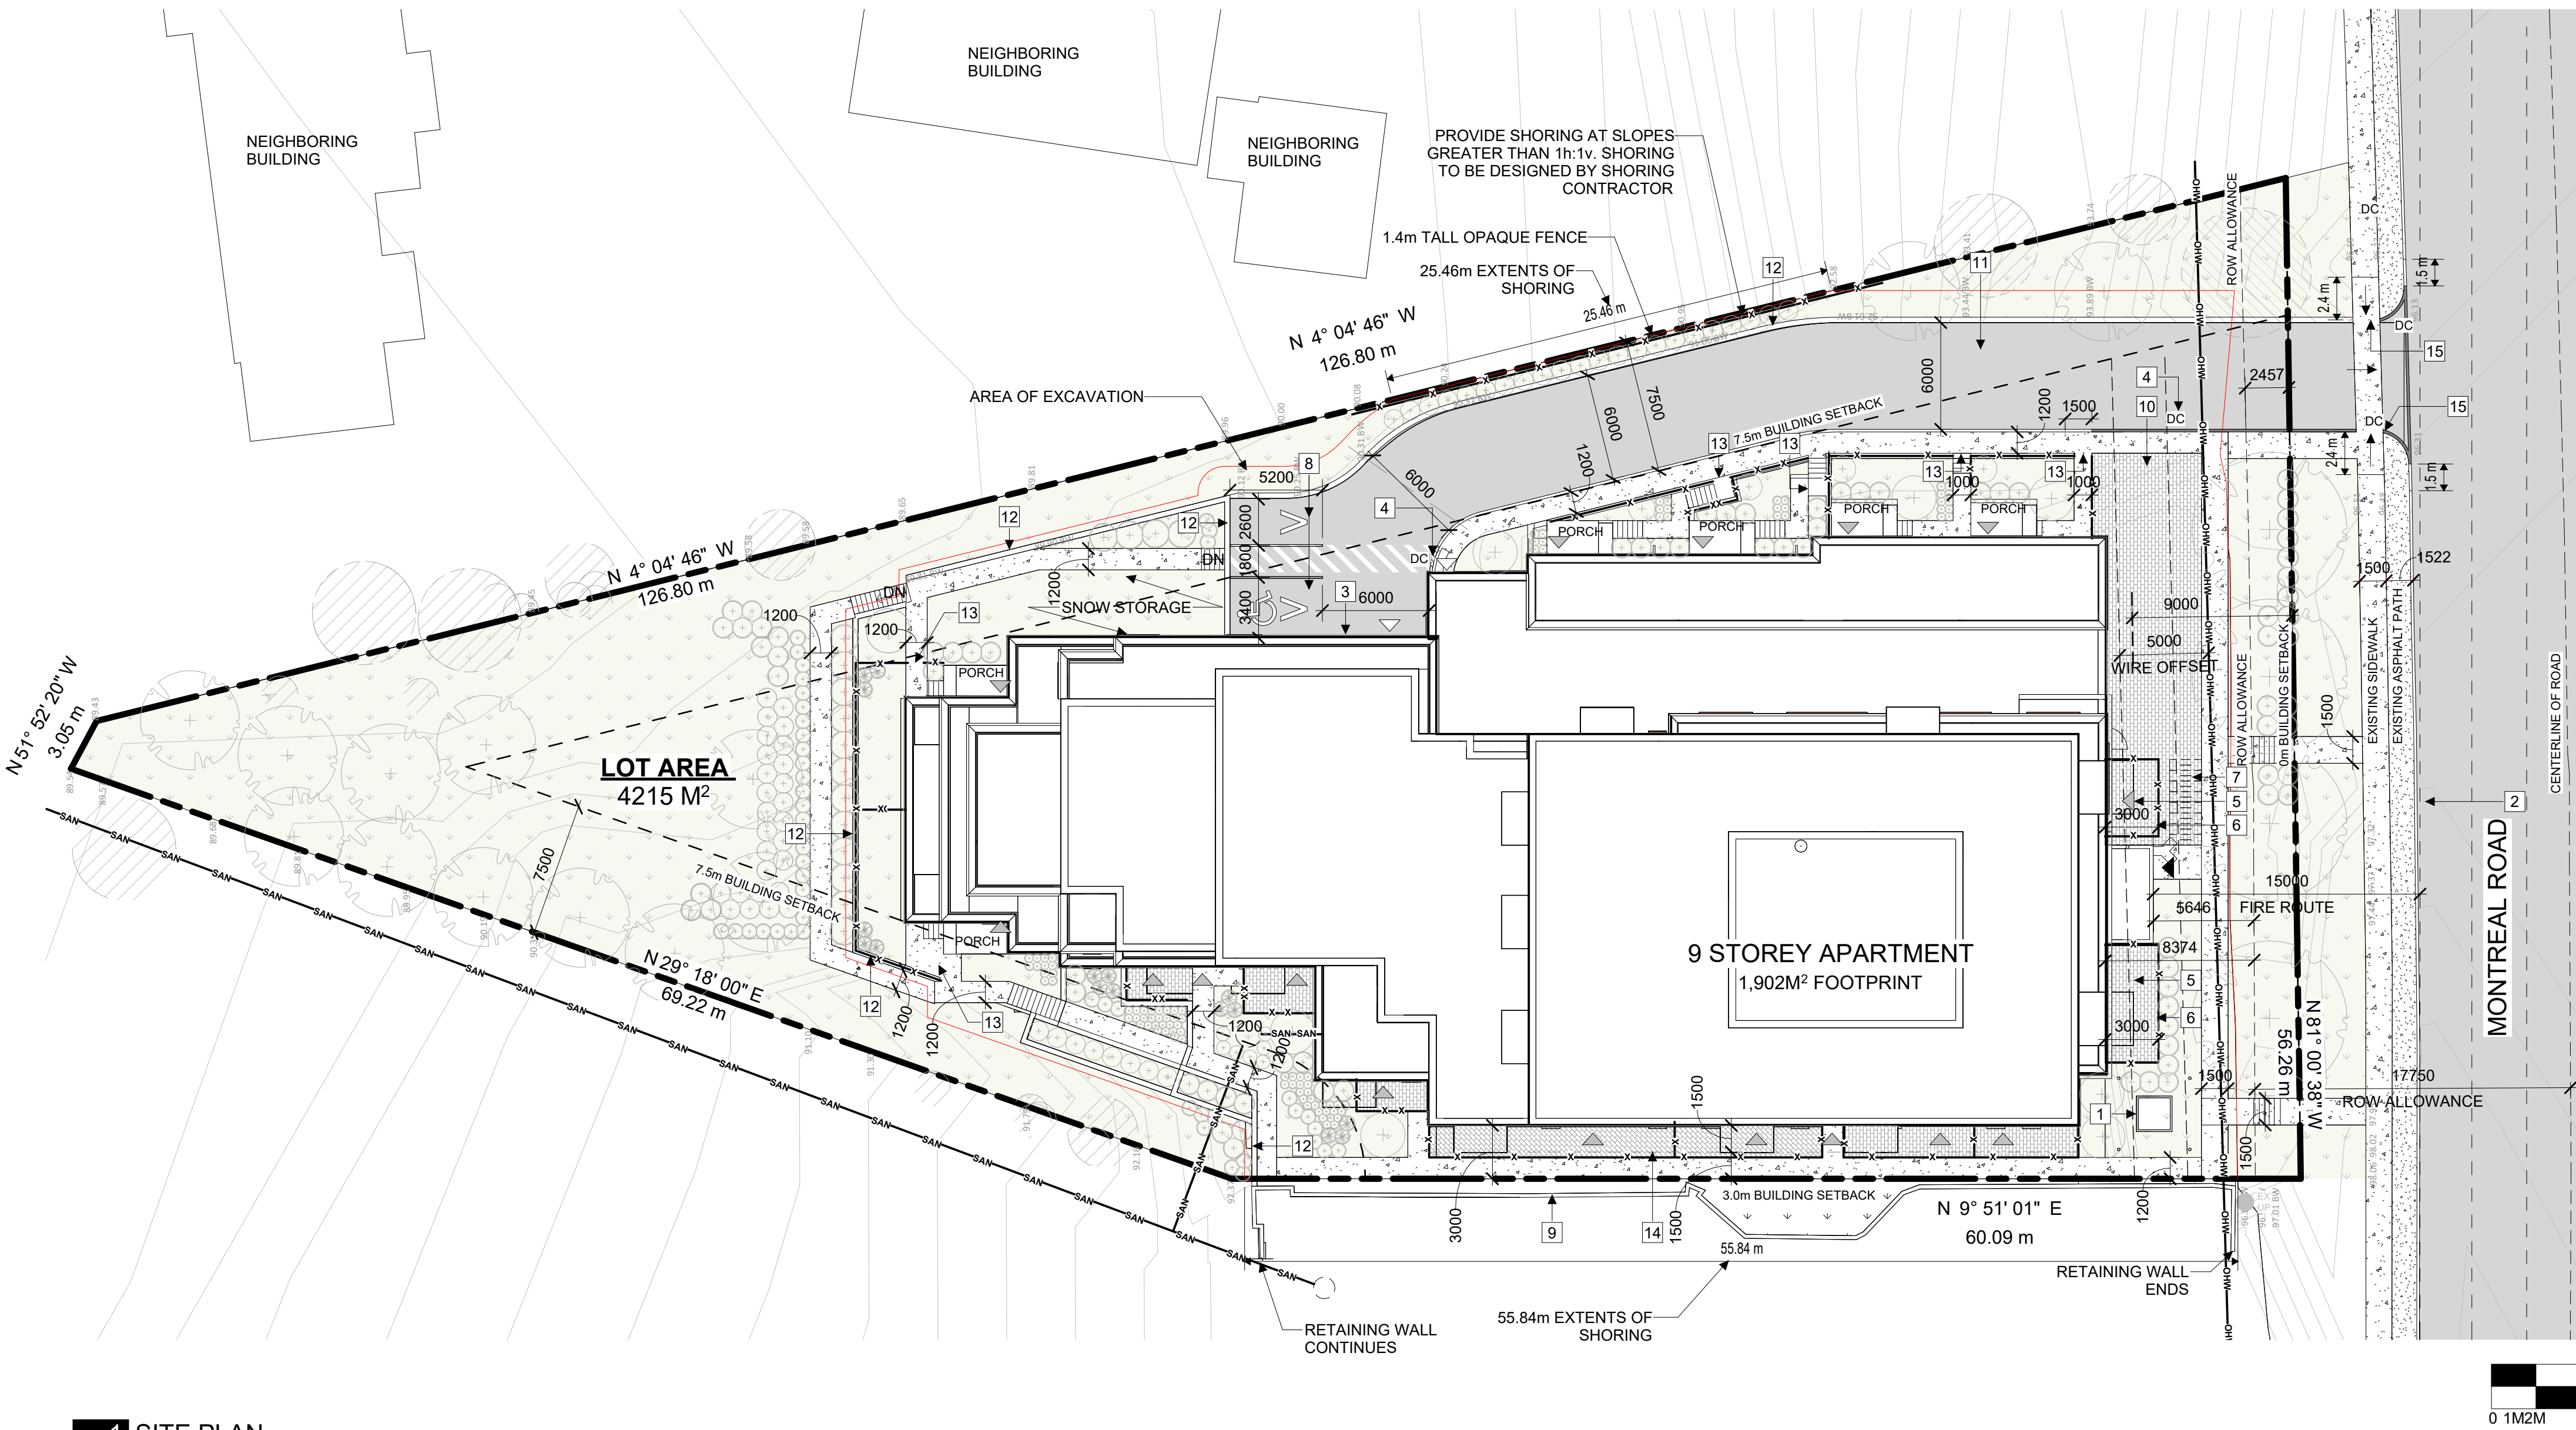 NEIGHBORING
BUILDING
NEIGHBORING
BUILDING
NEIGHBORING
BUILDING
PROVIDE SHORING AT SLOPES
GREATER THAN 1h:1v. SHORING
TO BE DESIGNED BY SHORING
CONTRACTOR
1.4m TALL OPAQUE FENCE
25.46m EXTENTS OF
SHORING
25.46 m
12
11
N 4° 04' 46" W
126.80 m
AREA OF EXCAVATION
ROW ALLOWANCE
DC
1.5 m
2.4 m
DC
15
6000
2457
4
10
DC
1500
1200
DC
15
2.4 m
1.5 m
7500
6000
7.5m BUILDING SETBACK
13
13
13
13
1000
1000
1200
6000
8
5200
12
12
2600
1800
3400
4
DC
3
6000
PORCH
PORCH
PORCH
PORCH
N 4° 04' 46" W
126.80 m
DN
DN
1200
SNOW STORAGE
1200
1200
13
PORCH
1500
1522
9000
5000
WIRE OFFSET
ROW ALLOWANCE
0m BUILDING SETBACK
1500
EXISTING SIDEWALK
EXISTING ASPHALT PATH
CENTERLINE OF ROAD
N 51° 52' 20" W
3.05 m
LOT AREA
4215 M²
7
5
6
2
3000
12
7500
7.5m BUILDING SETBACK
MONTREAL ROAD
15000
5646
FIRE ROUTE
8374
PORCH
9 STOREY APARTMENT
1,902M² FOOTPRINT
5
6
3000
N 29° 18' 00" E
69.22 m
12
1200
1200
13
1200
1200
SAN
SAN
OHW
N 81° 00' 38" W
56.26 m
1500
17750
ROW ALLOWANCE
1500
1
12
1500
3000
9
14
1500
3.0m BUILDING SETBACK
55.84 m
N 9° 51' 01" E
60.09 m
1200
1500
RETAINING WALL
ENDS
55.84m EXTENTS OF
SHORING
RETAINING WALL
CONTINUES
0 1M2M
1
SITE PLAN